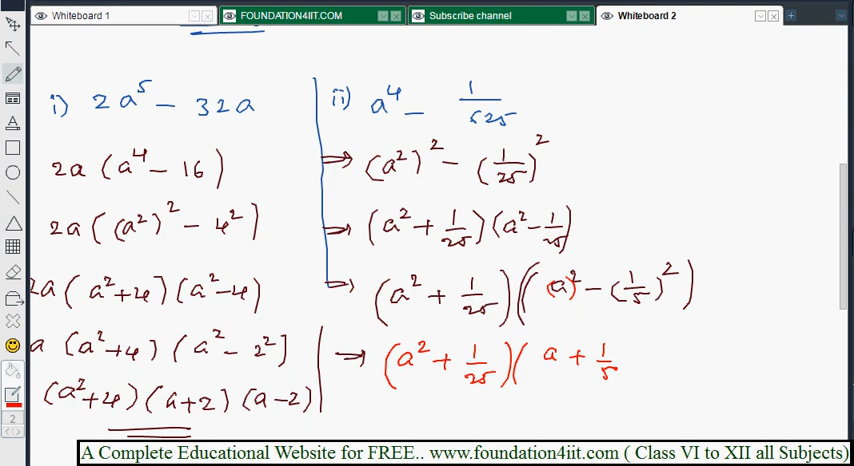 Whiteboard 1
FOUNDATION4IIT.COM
Subscribe channel
Whiteboard 2
i) 2a⁵ - 32a
2a (a⁴ - 16)
2a ((a²)² - 4²)
2a (a²+4) (a²-4)
a (a²+4) (a² - 2²]
(a²+4) (a+2) (a-2)
ii) a⁴ - 1/525
⇒ (a²)² - (1/25)²
⇒ (a² + 1/25) (a² - 1/25)
⇒ (a² + 1/25) ((a)² - (1/5)²)
⇒ (a² + 1/25) (a + 1/5
2
A Complete Educational Website for FREE.. www.foundation4iit.com ( Class VI to XII all Subjects)